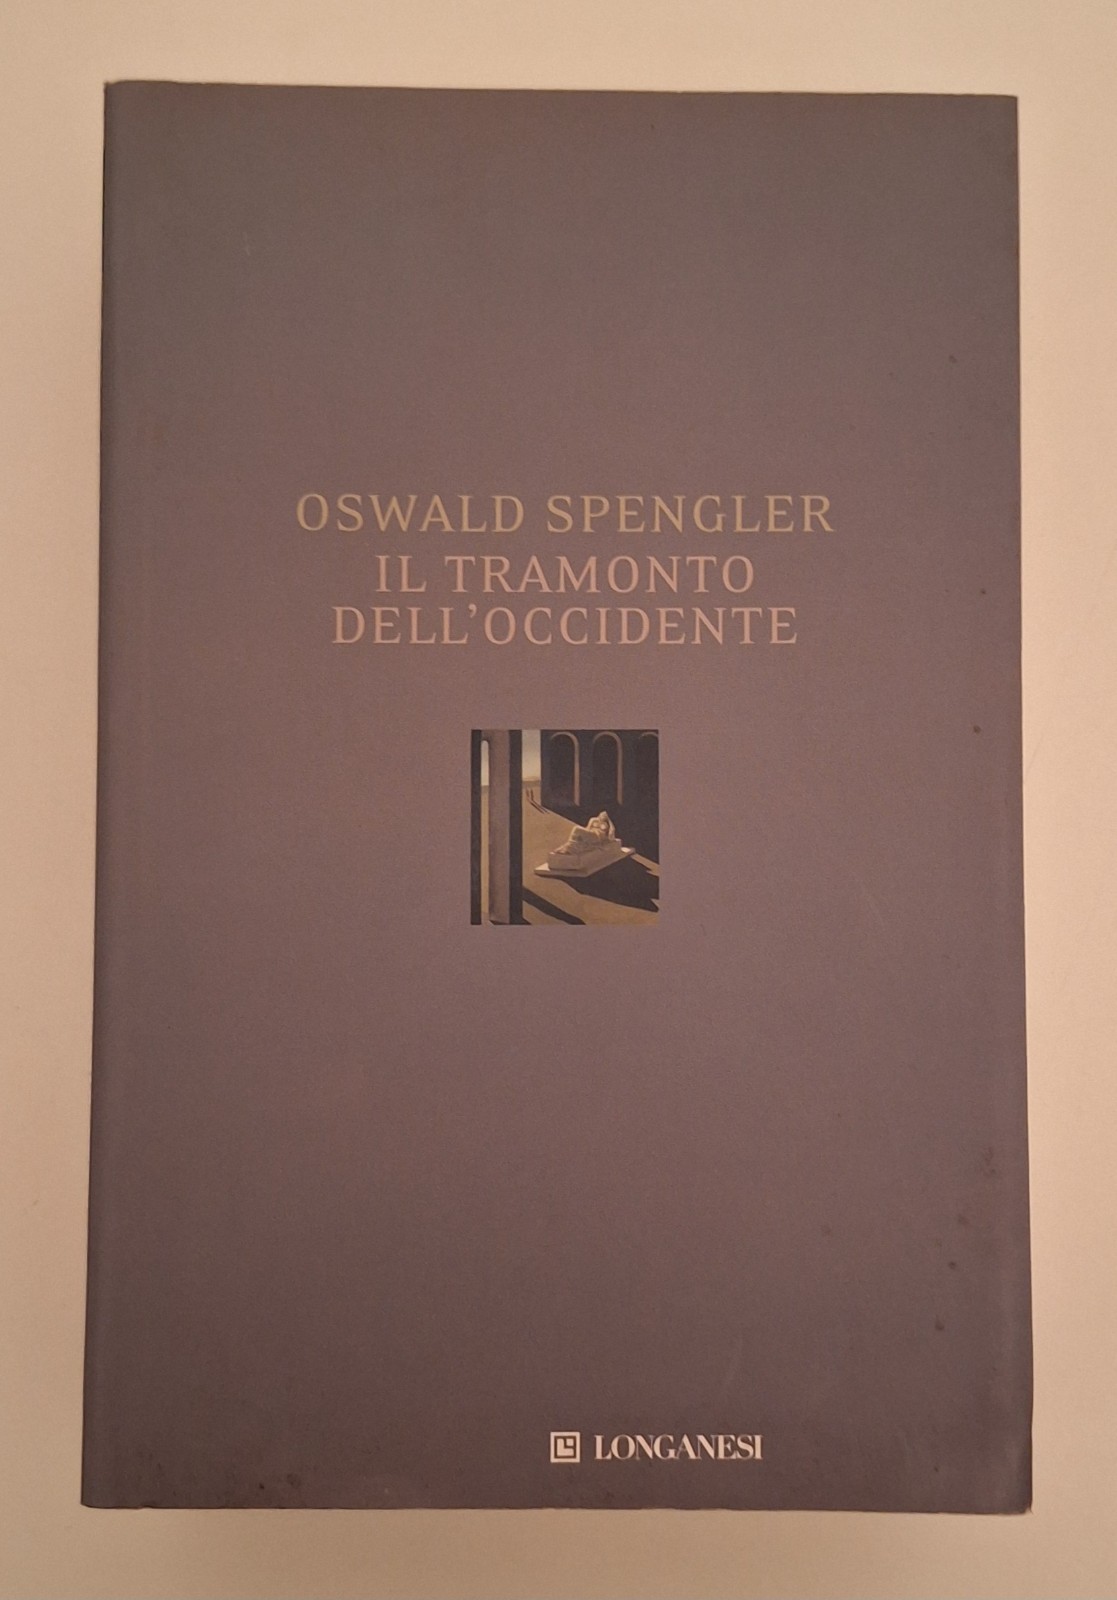 OSWALD SPENGLER
IL TRAMONTO
DELL'OCCIDENTE
LONGANESI